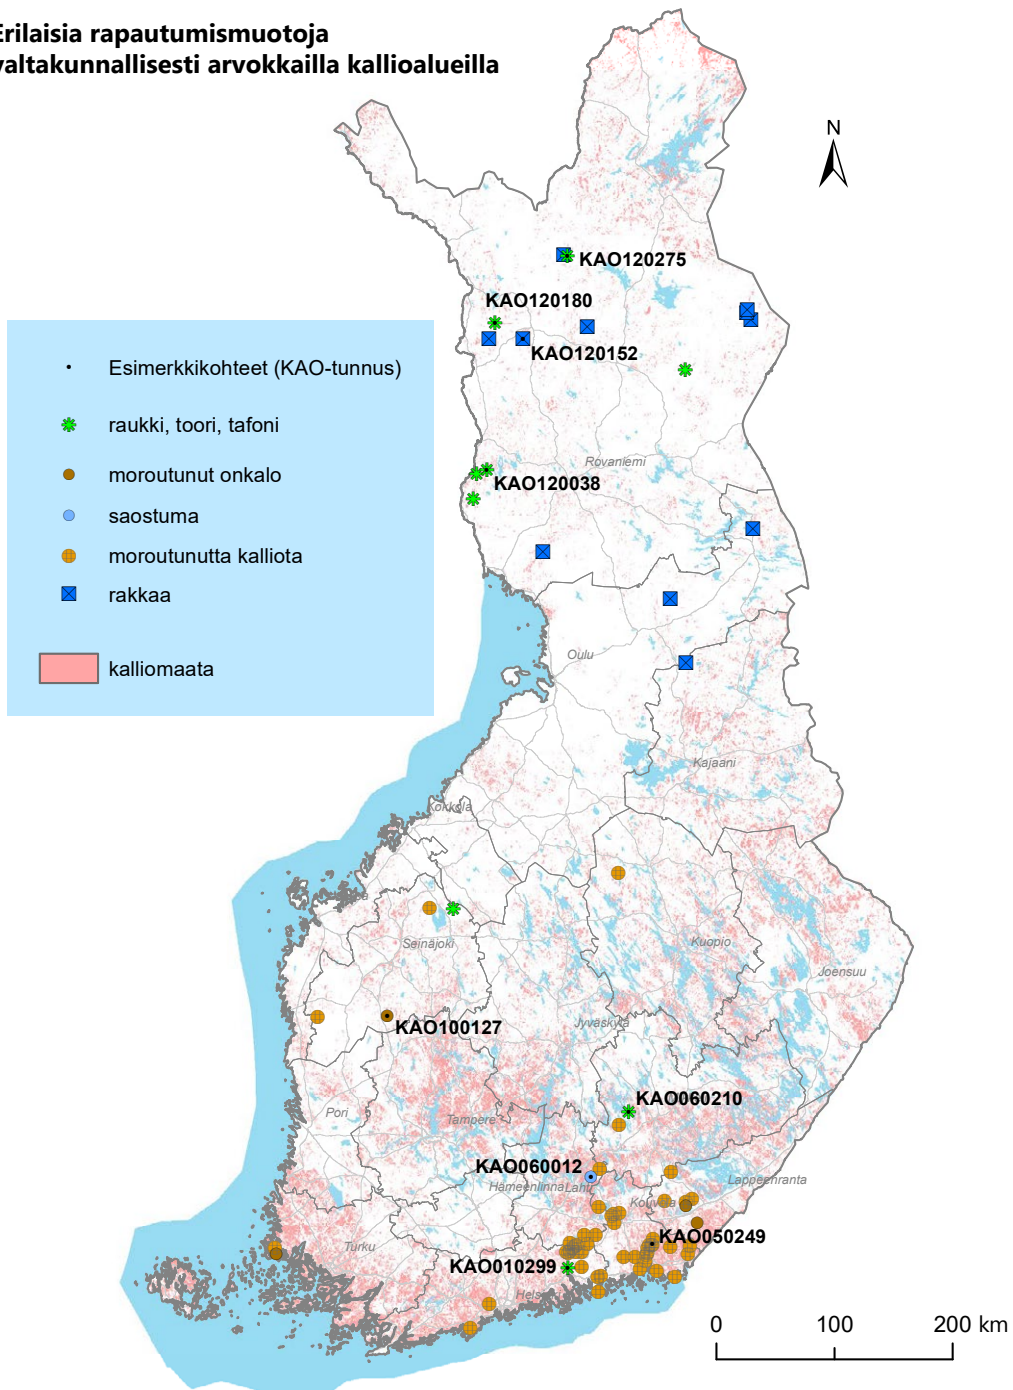 Erilaisia rapautumismuotoja
valtakunnallisesti arvokkailla kallioalueilla
N
KAO120275
KAO120180
KAO120152
Esimerkkikohteet (KAO-tunnus)
raukki, toori, tafoni
moroutunut onkalo
saostuma
moroutunutta kalliota
rakkaa
kalliomaata
Rovaniemi
KAO120038
Oulu
Kajaani
Kokkola
Seinäjoki
Kuopio
Joensuu
KAO100127
Jyväskylä
KAO060210
Pori
Tampere
KAO060012
Hämeenlinna
Lahti
Lappeenranta
Kouvola
KAO050249
Turku
KAO010299
0 100 200 km